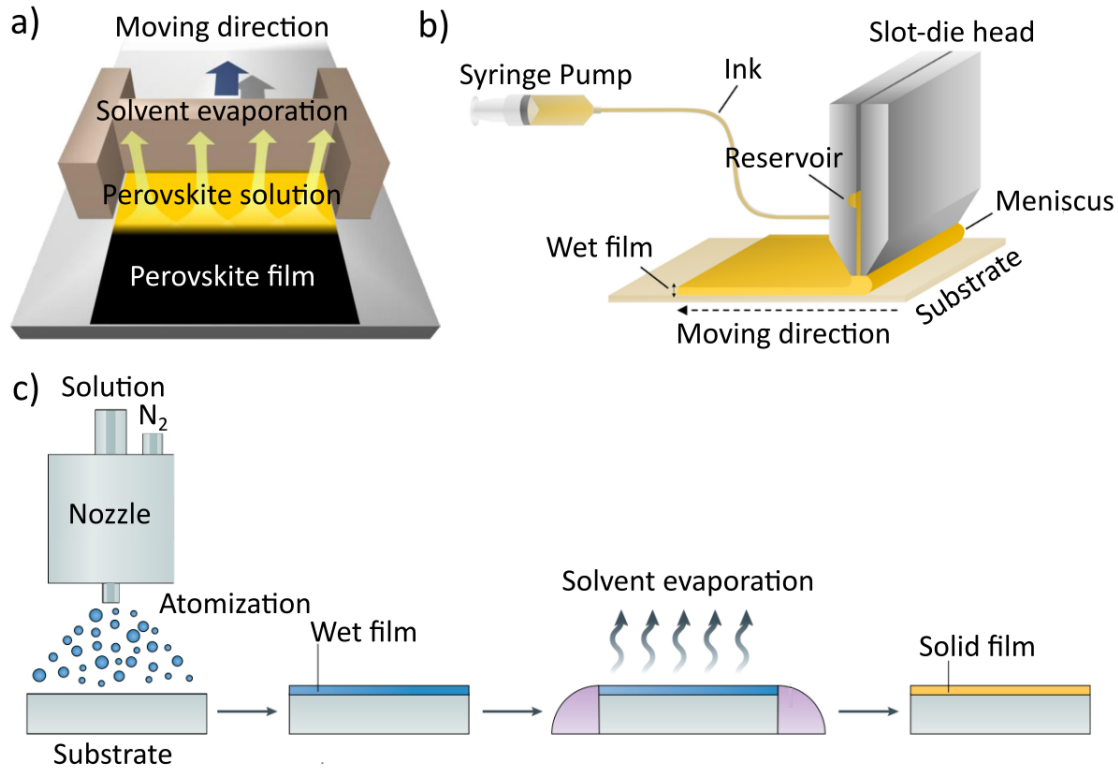 a)
Moving direction
Solvent evaporation
Perovskite solution
Perovskite film
b)
Slot-die head
Syringe Pump
Ink
Reservoir
Meniscus
Wet film
Substrate
Moving direction
c)
Solution
N₂
Nozzle
Atomization
Substrate
Wet film
Solvent evaporation
Solid film